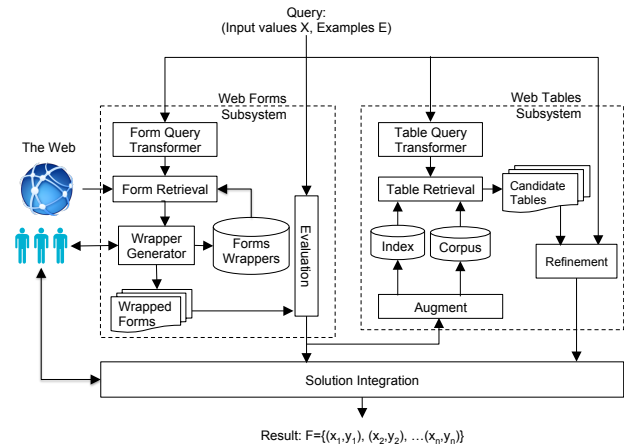 Query:
(Input values X, Examples E)
Web Forms
Subsystem
Web Tables
Subsystem
The Web
Form Query
Transformer
Form Retrieval
Wrapper
Generator
Forms
Wrappers
Wrapped
Forms
Evaluation
Table Query
Transformer
Table Retrieval
Candidate
Tables
Index
Corpus
Refinement
Augment
Solution Integration
Result: F={(x₁,y₁), (x₂,y₂), …(xₙ,yₙ)}